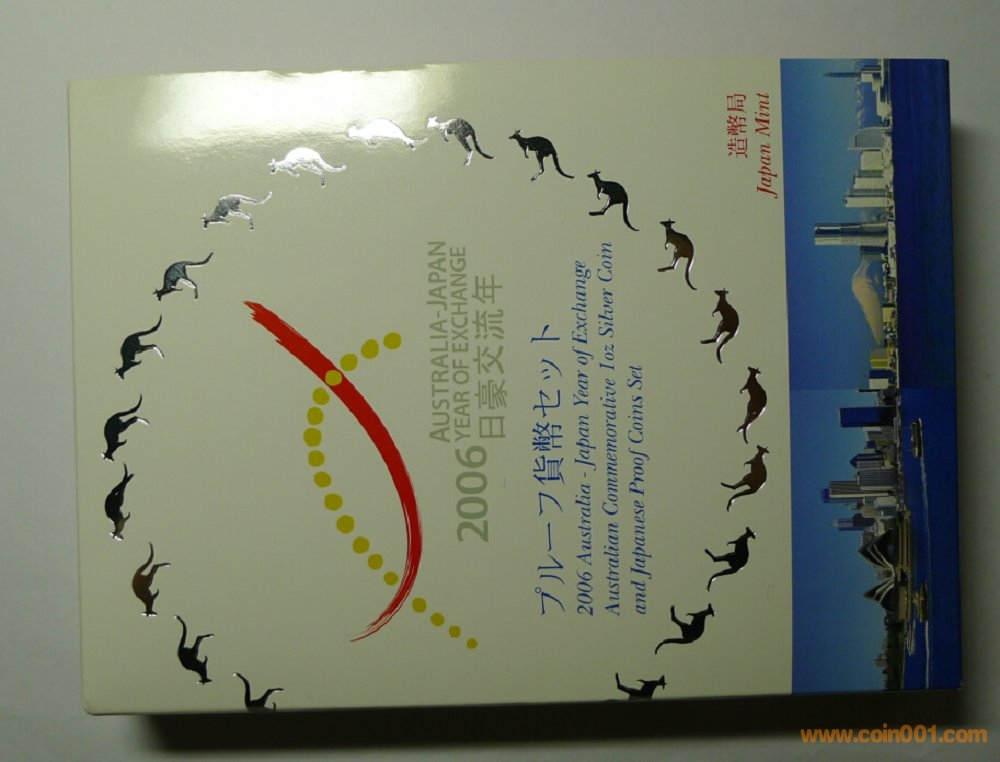 造幣局
Japan Mint
2006 AUSTRALIA-JAPAN
YEAR OF EXCHANGE
日豪交流年
プルーフ貨幣セット
2006 Australia - Japan Year of Exchange
Australian Commemorative 1oz Silver Coin
and Japanese Proof Coins Set
www.coin001.com